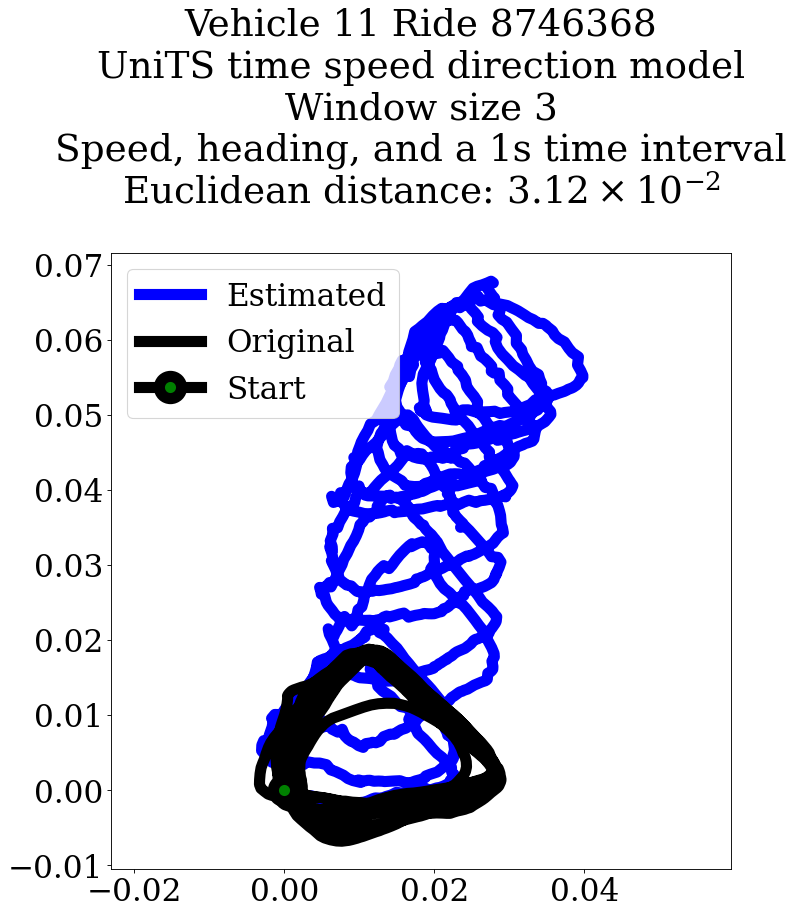 Vehicle 11 Ride 8746368
UniTS time speed direction model
Window size 3
Speed, heading, and a 1s time interval
Euclidean distance: 3.12 × 10⁻²
Estimated
Original
Start
0.07
0.06
0.05
0.04
0.03
0.02
0.01
0.00
−0.01
−0.02 0.00 0.02 0.04